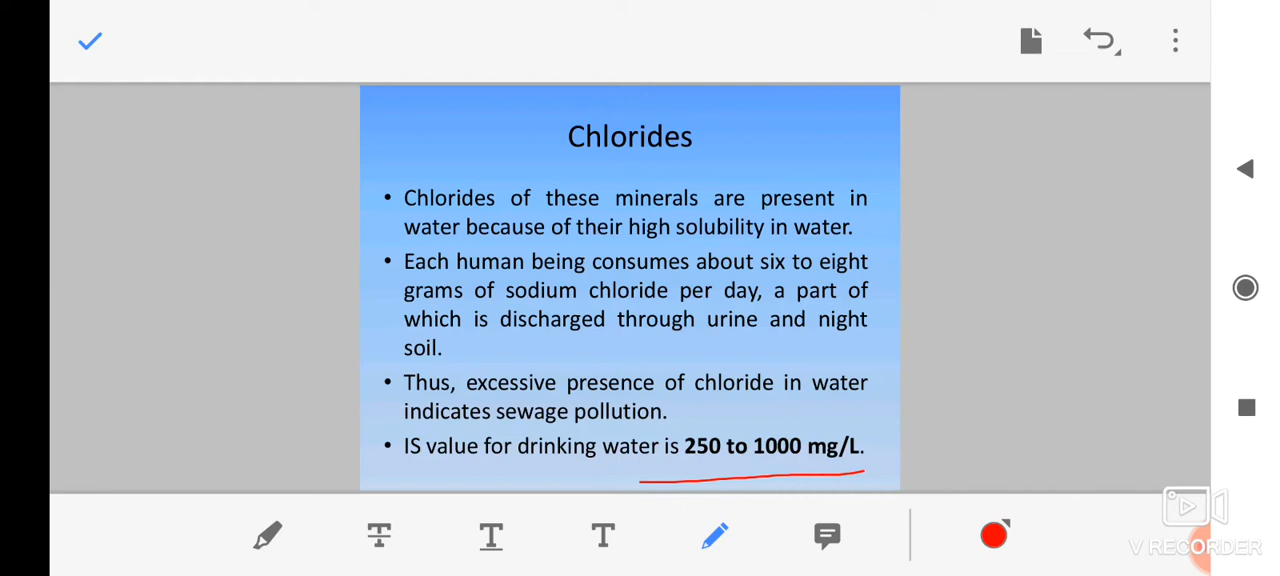 Chlorides
• Chlorides of these minerals are present in
water because of their high solubility in water.
• Each human being consumes about six to eight
grams of sodium chloride per day, a part of
which is discharged through urine and night
soil.
• Thus, excessive presence of chloride in water
indicates sewage pollution.
• IS value for drinking water is 250 to 1000 mg/L.
T T T
V RECORDER